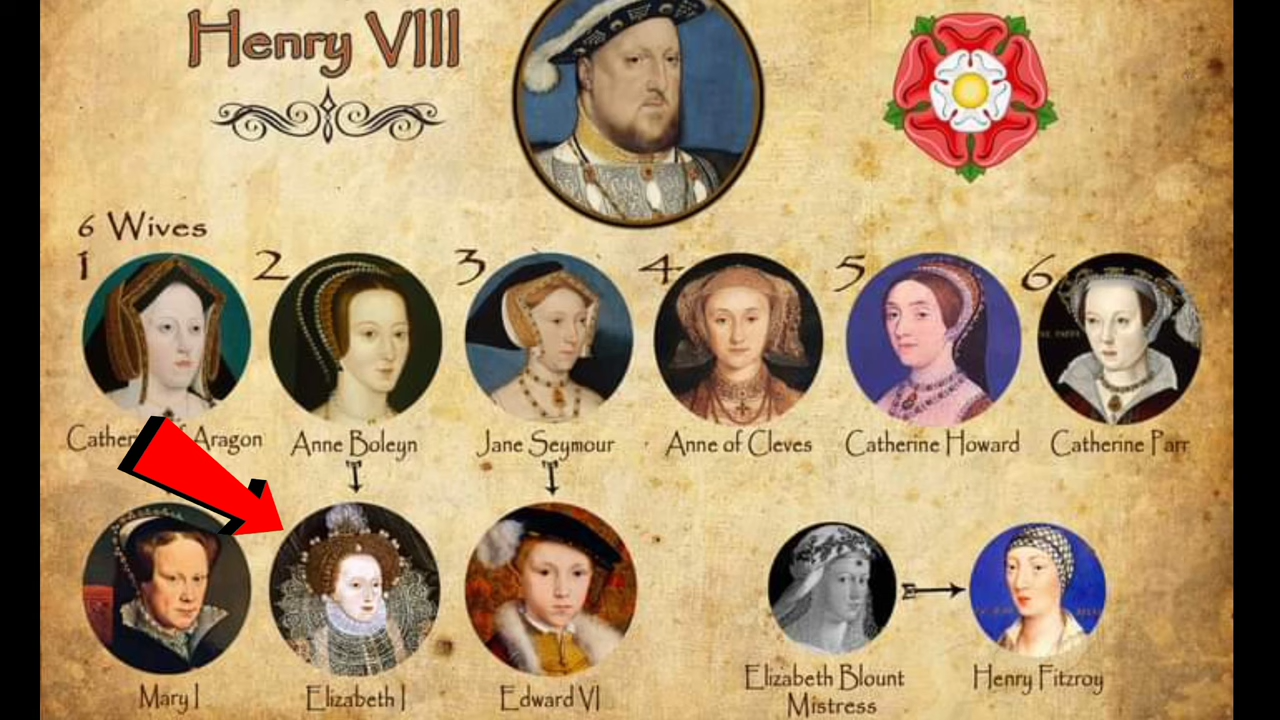 Henry VIII
6 Wives
1 2 3 4 5 6
Anne Boleyn Jane Seymour Anne of Cleves Catherine Howard Catherine Parr
Aragon
Mary I Elizabeth I Edward VI Elizabeth Blount Henry Fitzroy
Mistress